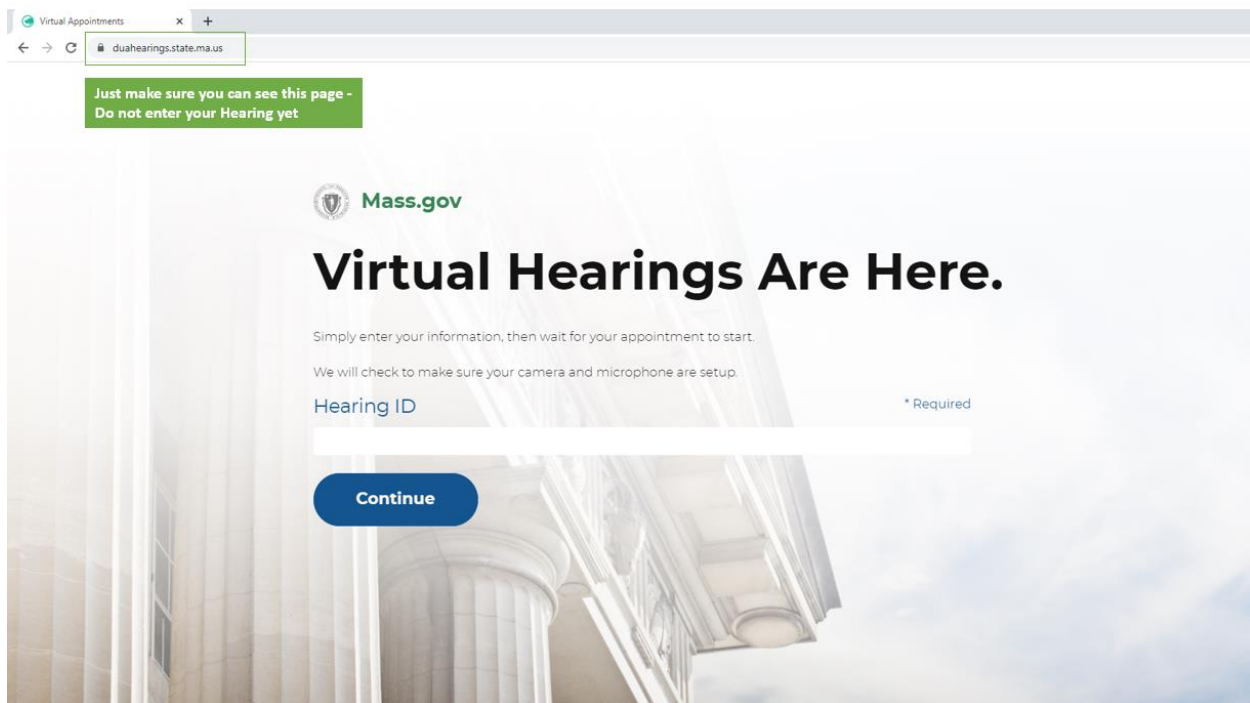 Virtual Appointments
duahearings.state.ma.us
Just make sure you can see this page -
Do not enter your Hearing yet
Mass.gov
Virtual Hearings Are Here.
Simply enter your information, then wait for your appointment to start.
We will check to make sure your camera and microphone are setup.
Hearing ID
* Required
Continue